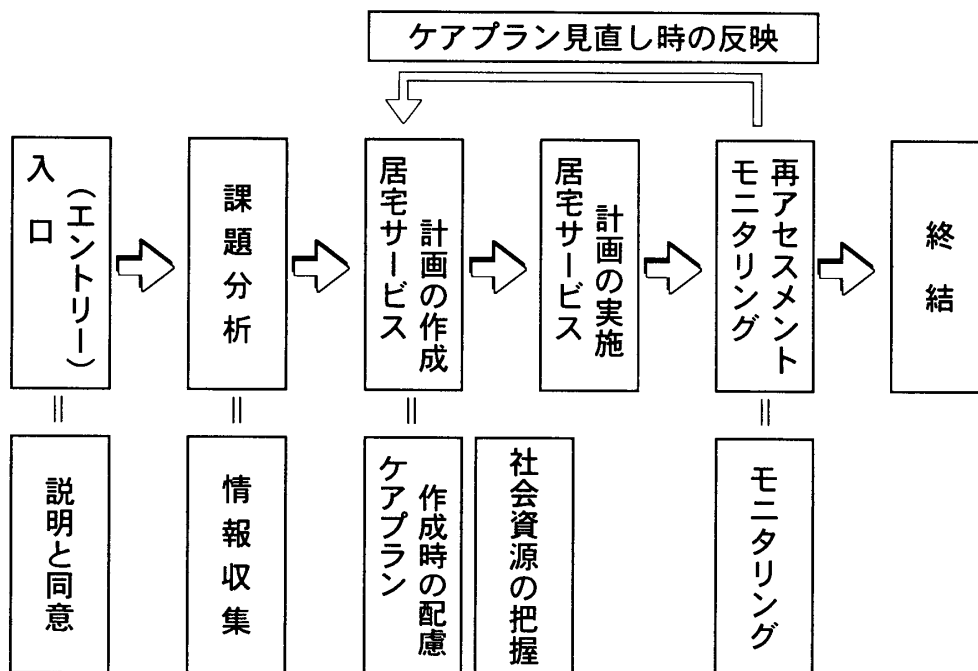 ケアプラン見直し時の反映
入口
(エントリー)
課題分析
居宅サービス
計画の作成
居宅サービス
計画の実施
再アセスメント
モニタリング
終結
説明と同意
情報収集
ケアプラン
作成時の配慮
社会資源の把握
モニタリング